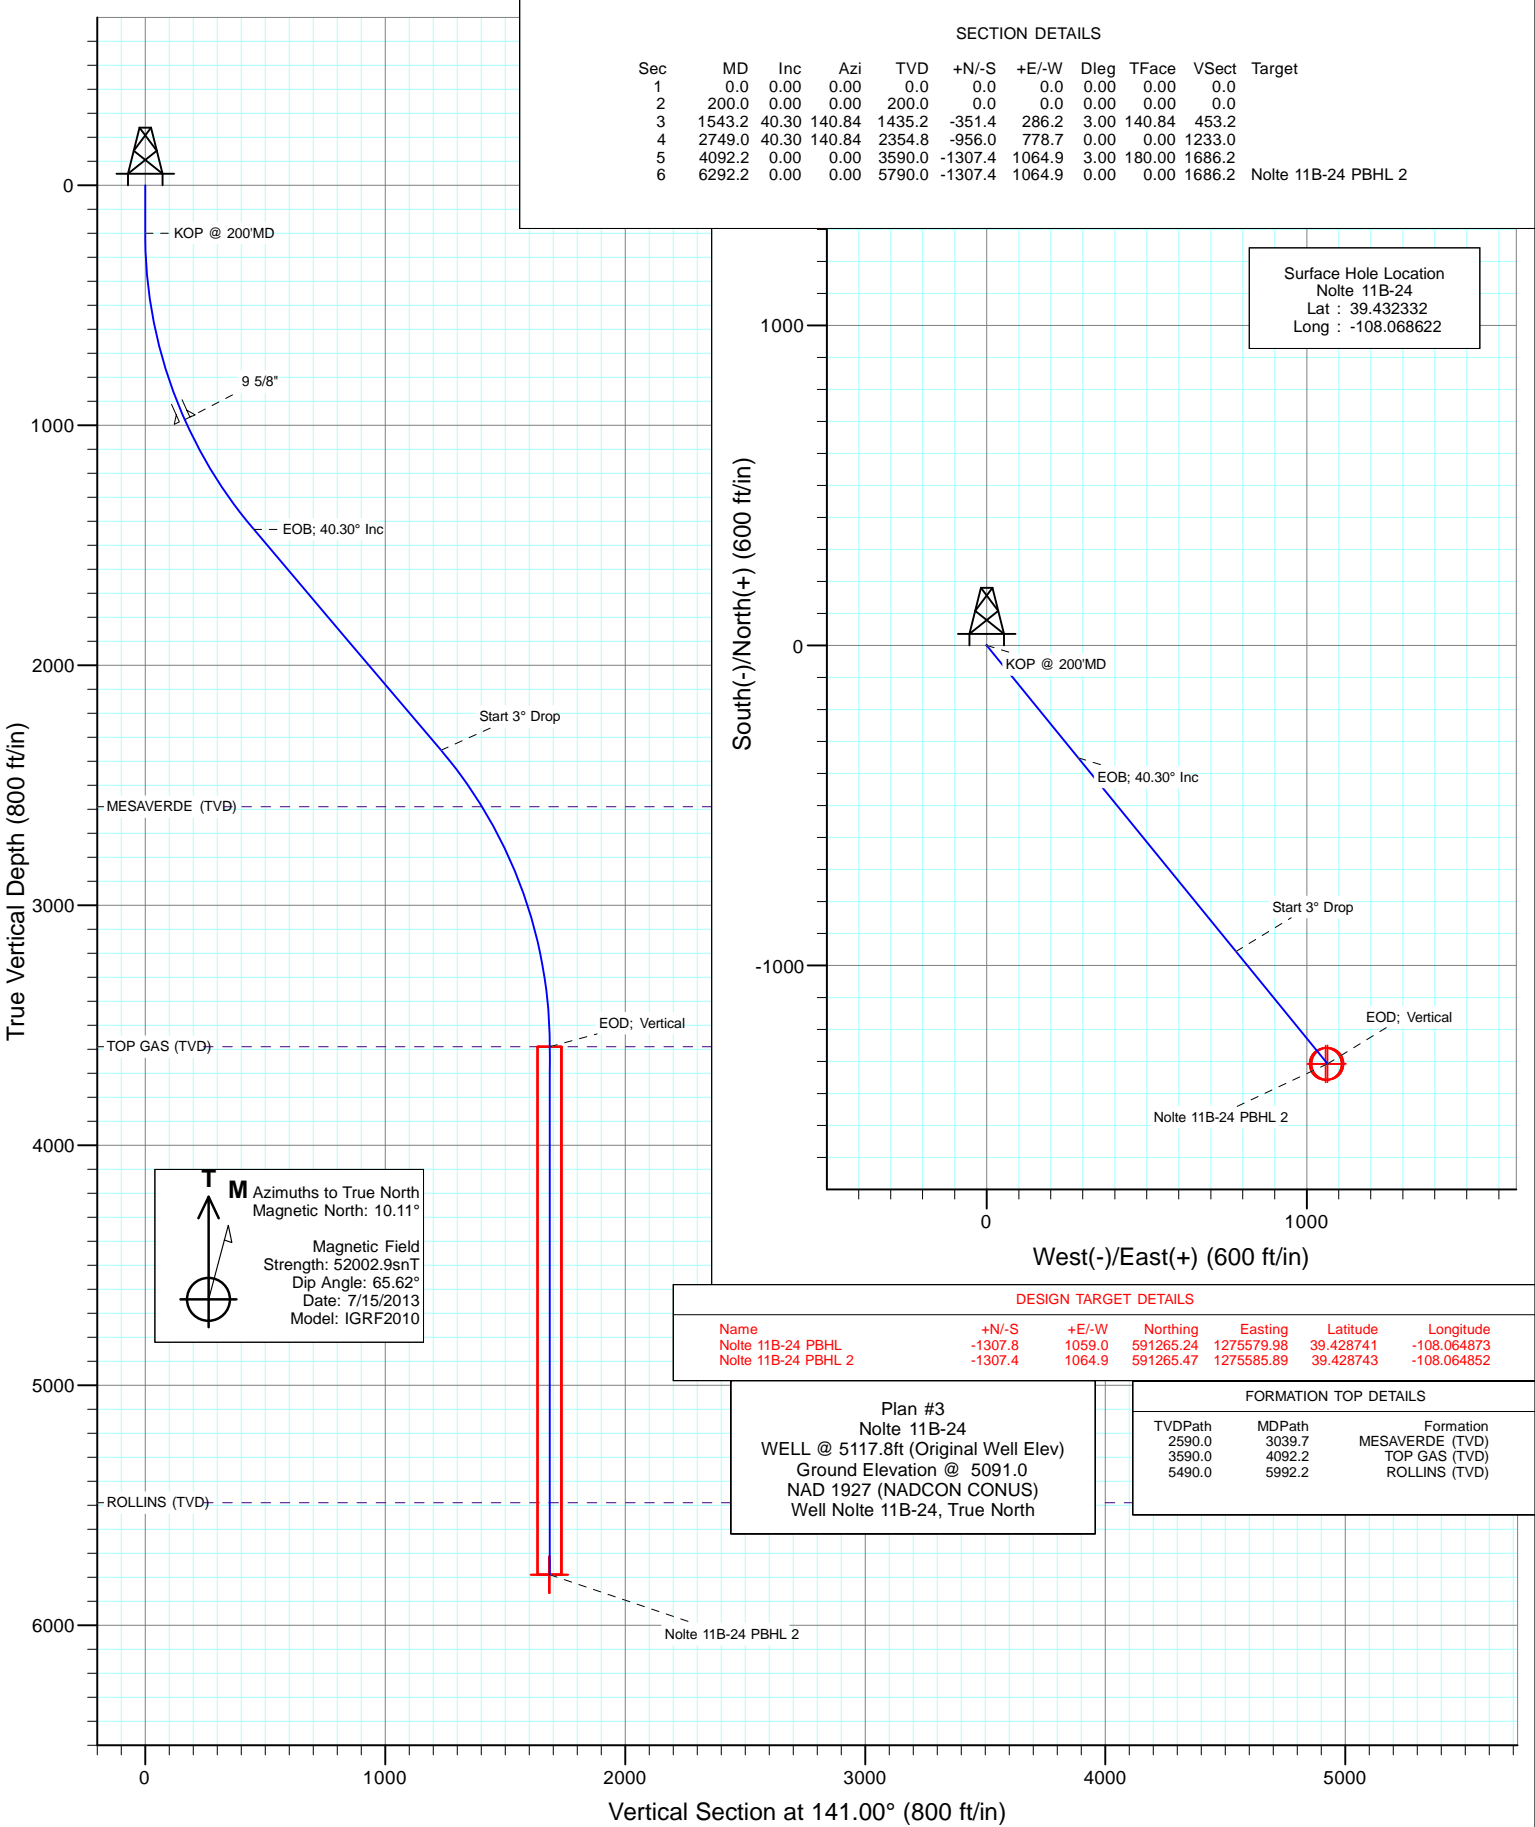 SECTION DETAILS
Sec MD Inc Azi TVD +N/-S +E/-W Dleg TFace VSect Target
1 0.0 0.00 0.00 0.0 0.0 0.0 0.00 0.00 0.0
2 200.0 0.00 0.00 200.0 0.0 0.0 0.00 0.00 0.0
3 1543.2 40.30 140.84 1435.2 -351.4 286.2 3.00 140.84 453.2
4 2749.0 40.30 140.84 2354.8 -956.0 778.7 0.00 0.00 1233.0
5 4092.2 0.00 0.00 3590.0 -1307.4 1064.9 3.00 180.00 1686.2
6 6292.2 0.00 0.00 5790.0 -1307.4 1064.9 0.00 0.00 1686.2 Nolte 11B-24 PBHL 2
True Vertical Depth (800 ft/in)
0
1000
2000
3000
4000
5000
6000
KOP @ 200'MD
9 5/8"
EOB; 40.30° Inc
Start 3° Drop
MESAVERDE (TVD)
EOD; Vertical
TOP GAS (TVD)
ROLLINS (TVD)
Nolte 11B-24 PBHL 2
0
1000
2000
3000
4000
5000
Vertical Section at 141.00° (800 ft/in)
T
M
Azimuths to True North
Magnetic North: 10.11°
Magnetic Field
Strength: 52002.9snT
Dip Angle: 65.62°
Date: 7/15/2013
Model: IGRF2010
Surface Hole Location
Nolte 11B-24
Lat : 39.432332
Long : -108.068622
South(-)/North(+) (600 ft/in)
1000
0
-1000
KOP @ 200'MD
EOB; 40.30° Inc
Start 3° Drop
EOD; Vertical
Nolte 11B-24 PBHL 2
0
1000
West(-)/East(+) (600 ft/in)
DESIGN TARGET DETAILS
Name +N/-S +E/-W Northing Easting Latitude Longitude
Nolte 11B-24 PBHL -1307.8 1059.0 591265.24 1275579.98 39.428741 -108.064873
Nolte 11B-24 PBHL 2 -1307.4 1064.9 591265.47 1275585.89 39.428743 -108.064852
Plan #3
Nolte 11B-24
WELL @ 5117.8ft (Original Well Elev)
Ground Elevation @ 5091.0
NAD 1927 (NADCON CONUS)
Well Nolte 11B-24, True North
FORMATION TOP DETAILS
TVDPath MDPath Formation
2590.0 3039.7 MESAVERDE (TVD)
3590.0 4092.2 TOP GAS (TVD)
5490.0 5992.2 ROLLINS (TVD)